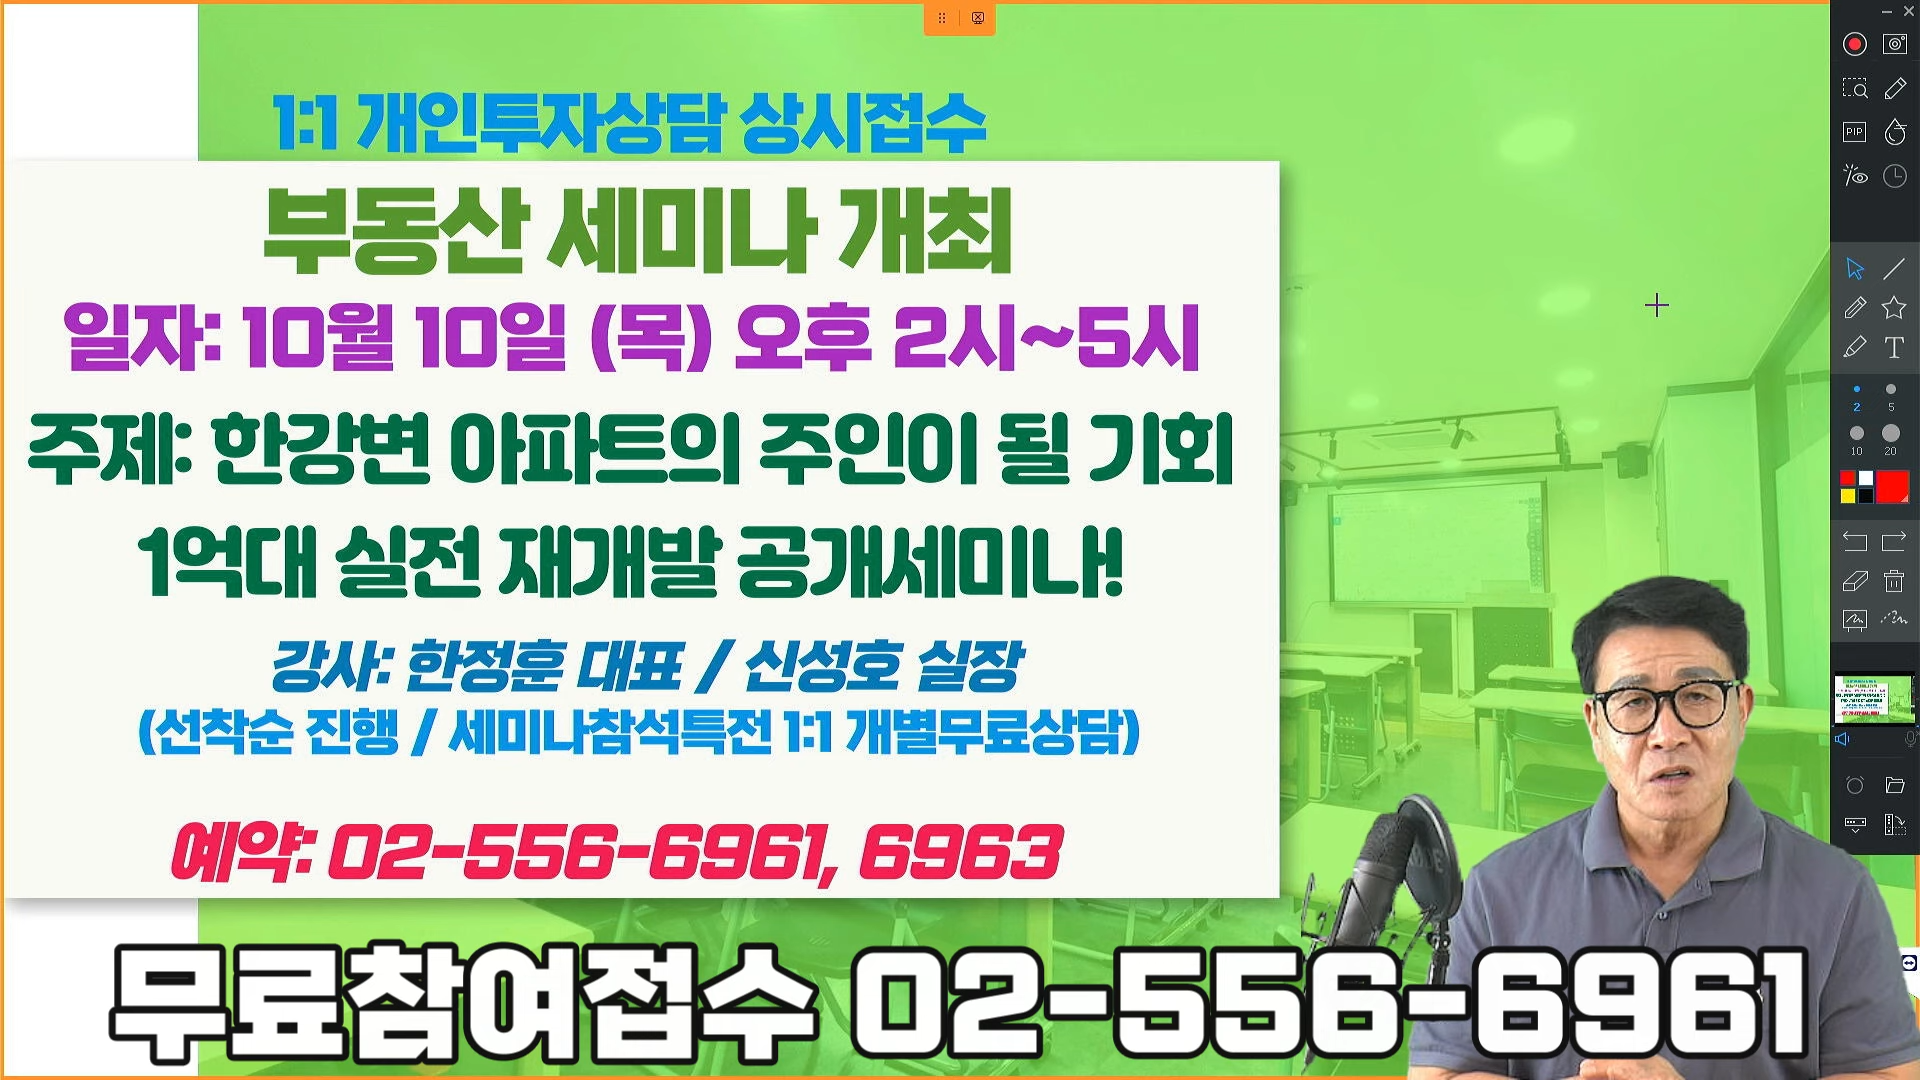 1:1 개인투자상담 상시접수
부동산 세미나 개최
일자: 10월 10일 (목) 오후 2시~5시
주제: 한강변 아파트의 주인이 될 기회
1억대 실전 재개발 공개세미나!
강사: 한정훈 대표 / 신성호 실장
(선착순 진행 / 세미나참석특전 1:1 개별무료상담)
예약: 02-556-6961, 6963
무료참여접수 02-556-6961
PIP
T
2
5
10
20